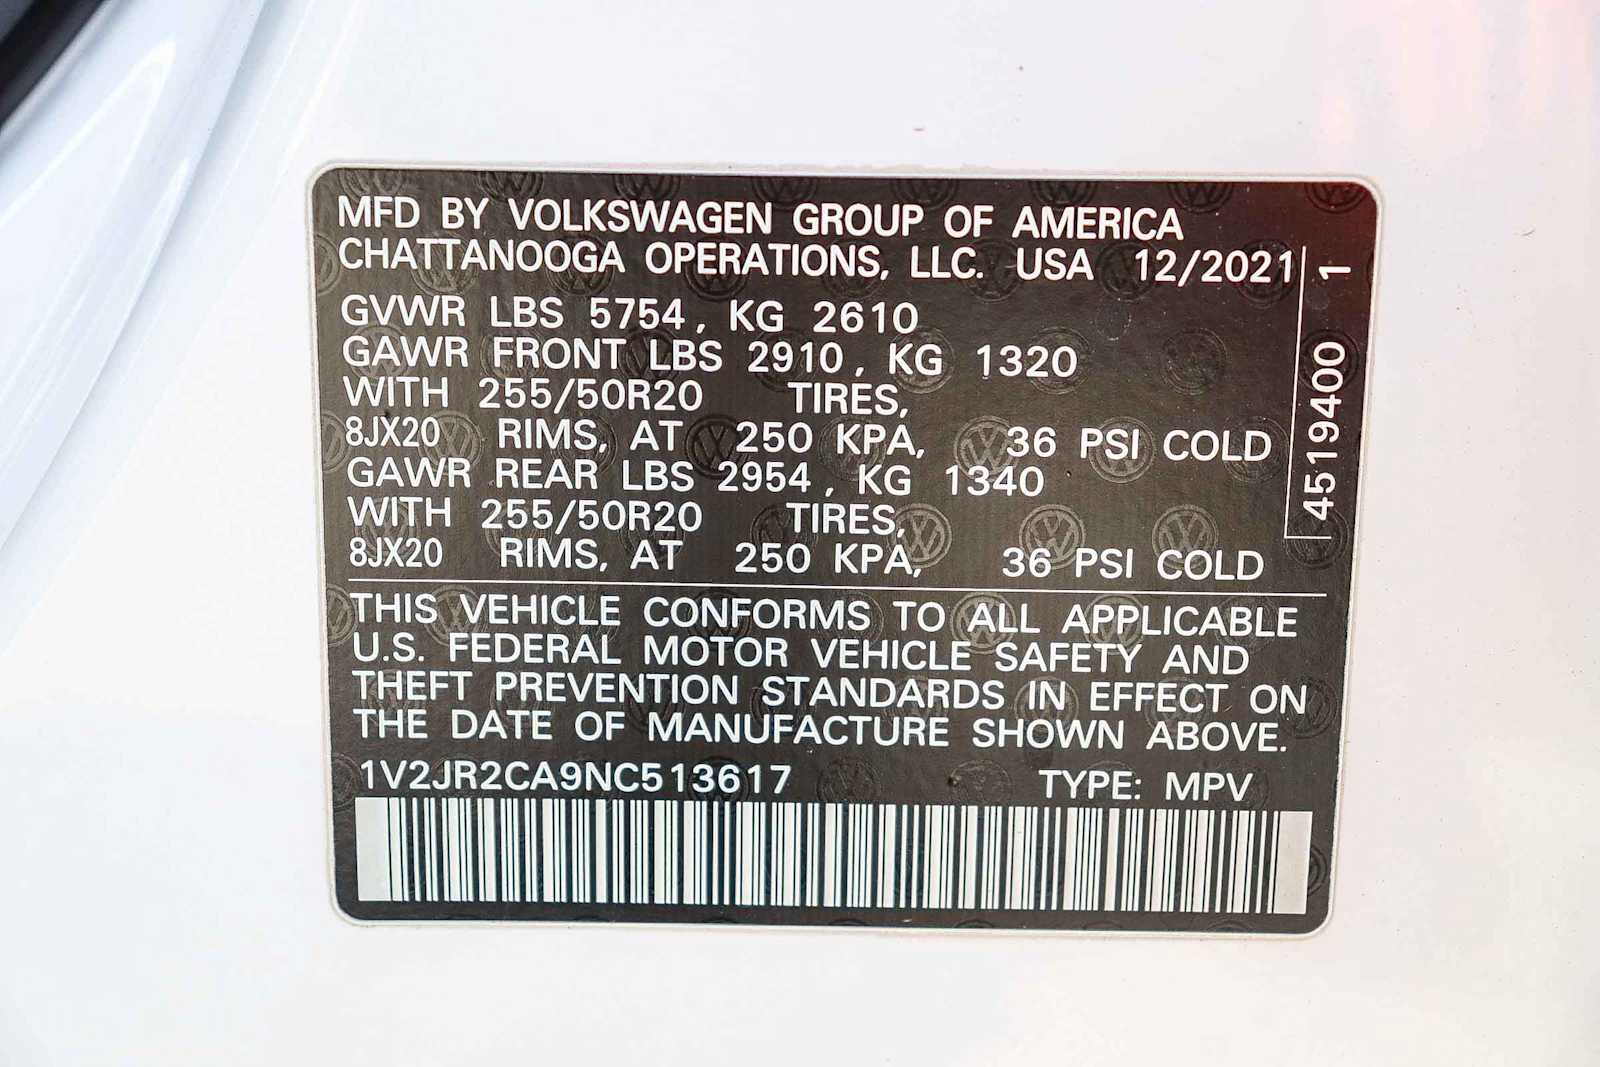 MFD BY VOLKSWAGEN GROUP OF AMERICA
CHATTANOOGA OPERATIONS, LLC. USA 12/2021
GVWR LBS 5754, KG 2610
GAWR FRONT LBS 2910, KG 1320
WITH 255/50R20 TIRES,
8JX20 RIMS, AT 250 KPA, 36 PSI COLD
GAWR REAR LBS 2954, KG 1340
WITH 255/50R20 TIRES,
8JX20 RIMS, AT 250 KPA, 36 PSI COLD
4519400 1
THIS VEHICLE CONFORMS TO ALL APPLICABLE
U.S. FEDERAL MOTOR VEHICLE SAFETY AND
THEFT PREVENTION STANDARDS IN EFFECT ON
THE DATE OF MANUFACTURE SHOWN ABOVE.
1V2JR2CA9NC513617 TYPE: MPV